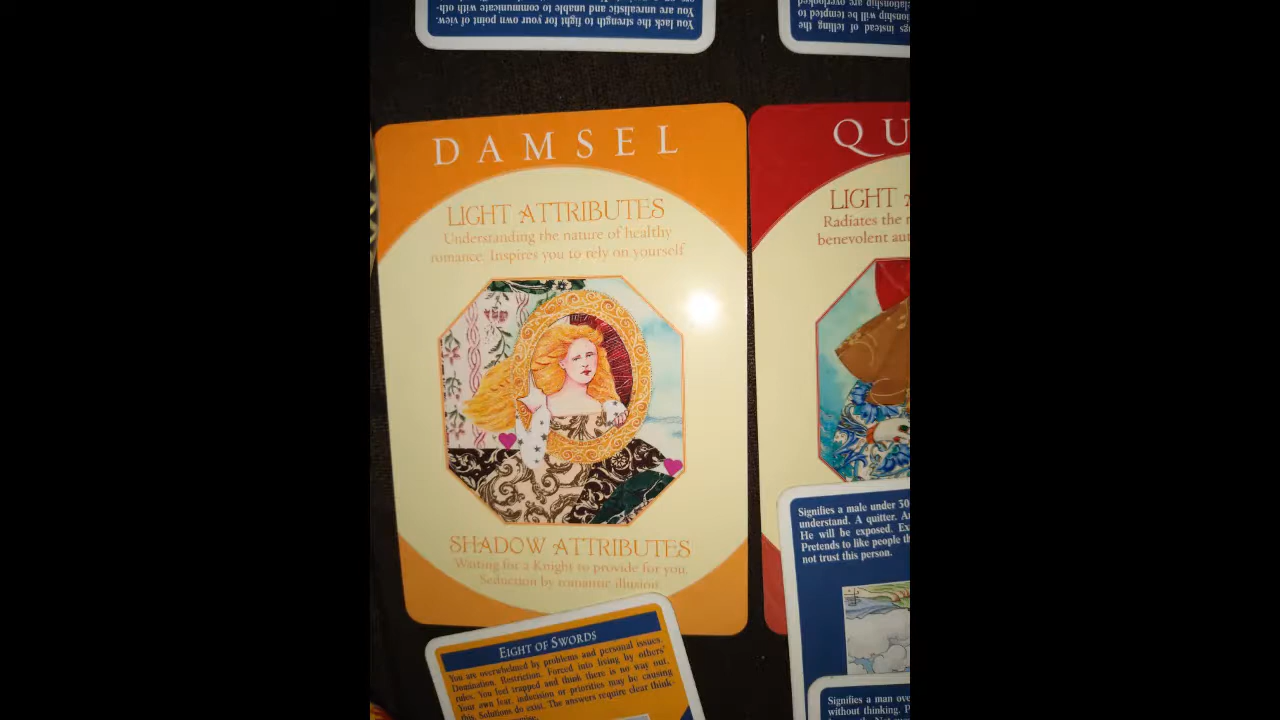 You lack the strength to fight for your own point of view.
You are unrealistic and unable to communicate with oth-
gs instead of telling the
tionship will be tempted to
relationship are overlooked
DAMSEL
LIGHT ATTRIBUTES
Understanding the nature of healthy
romance. Inspires you to rely on yourself
SHADOW ATTRIBUTES
Waiting for a Knight to provide for you.
Seduction by romantic illusion.
QU
LIGHT
Radiates the
benevolent aut
EIGHT OF SWORDS
You are overwhelmed by problems and personal issues.
Domination. Restriction. Forced into living by others'
rules. You feel trapped and think there is no way out.
Your own fear, indecision or priorities may be causing
this. Solutions do exist. The answers require clear think-
Signifies a male under 30
understand. A quitter. A
He will be exposed. Ex
Pretends to like people th
not trust this person.
Signifies a man ove
without thinking. P